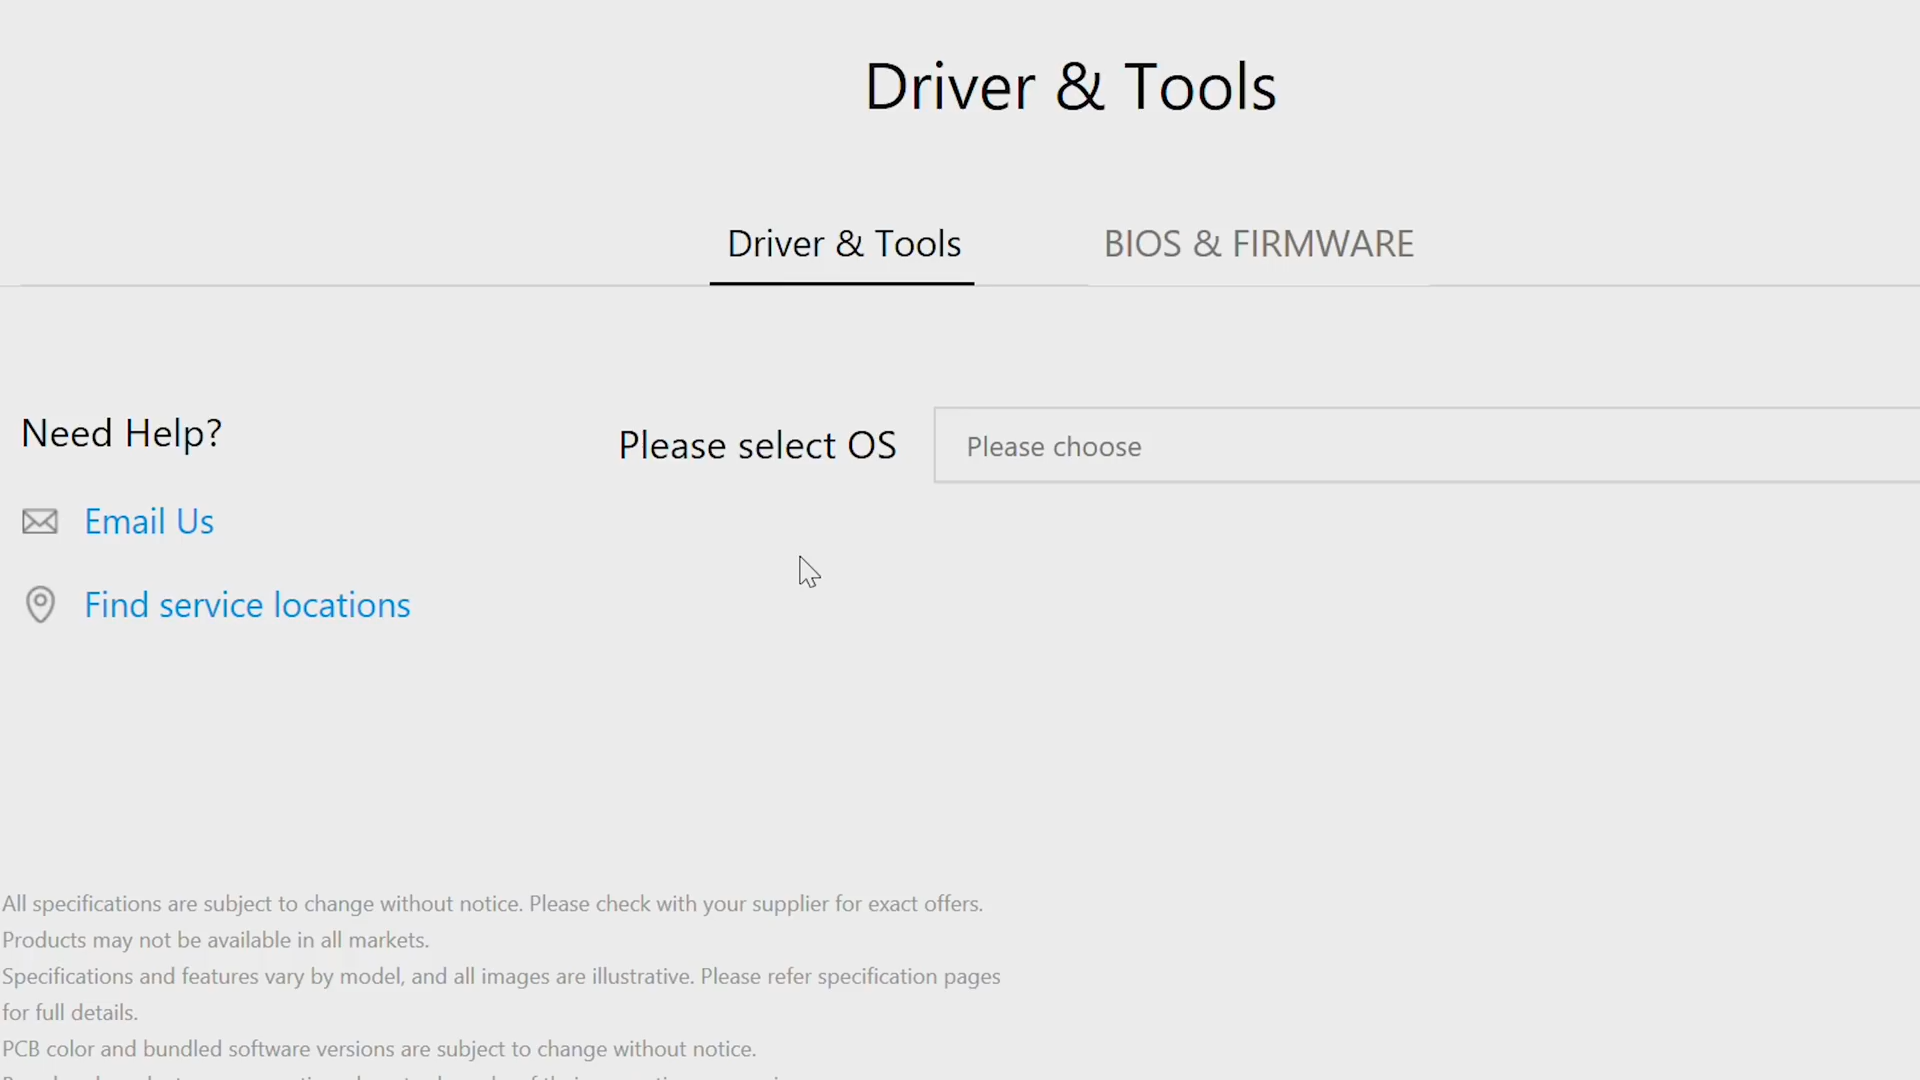 Driver & Tools
Driver & Tools
BIOS & FIRMWARE
Need Help?
Email Us
Find service locations
Please select OS
Please choose
All specifications are subject to change without notice. Please check with your supplier for exact offers.
Products may not be available in all markets.
Specifications and features vary by model, and all images are illustrative. Please refer specification pages
for full details.
PCB color and bundled software versions are subject to change without notice.